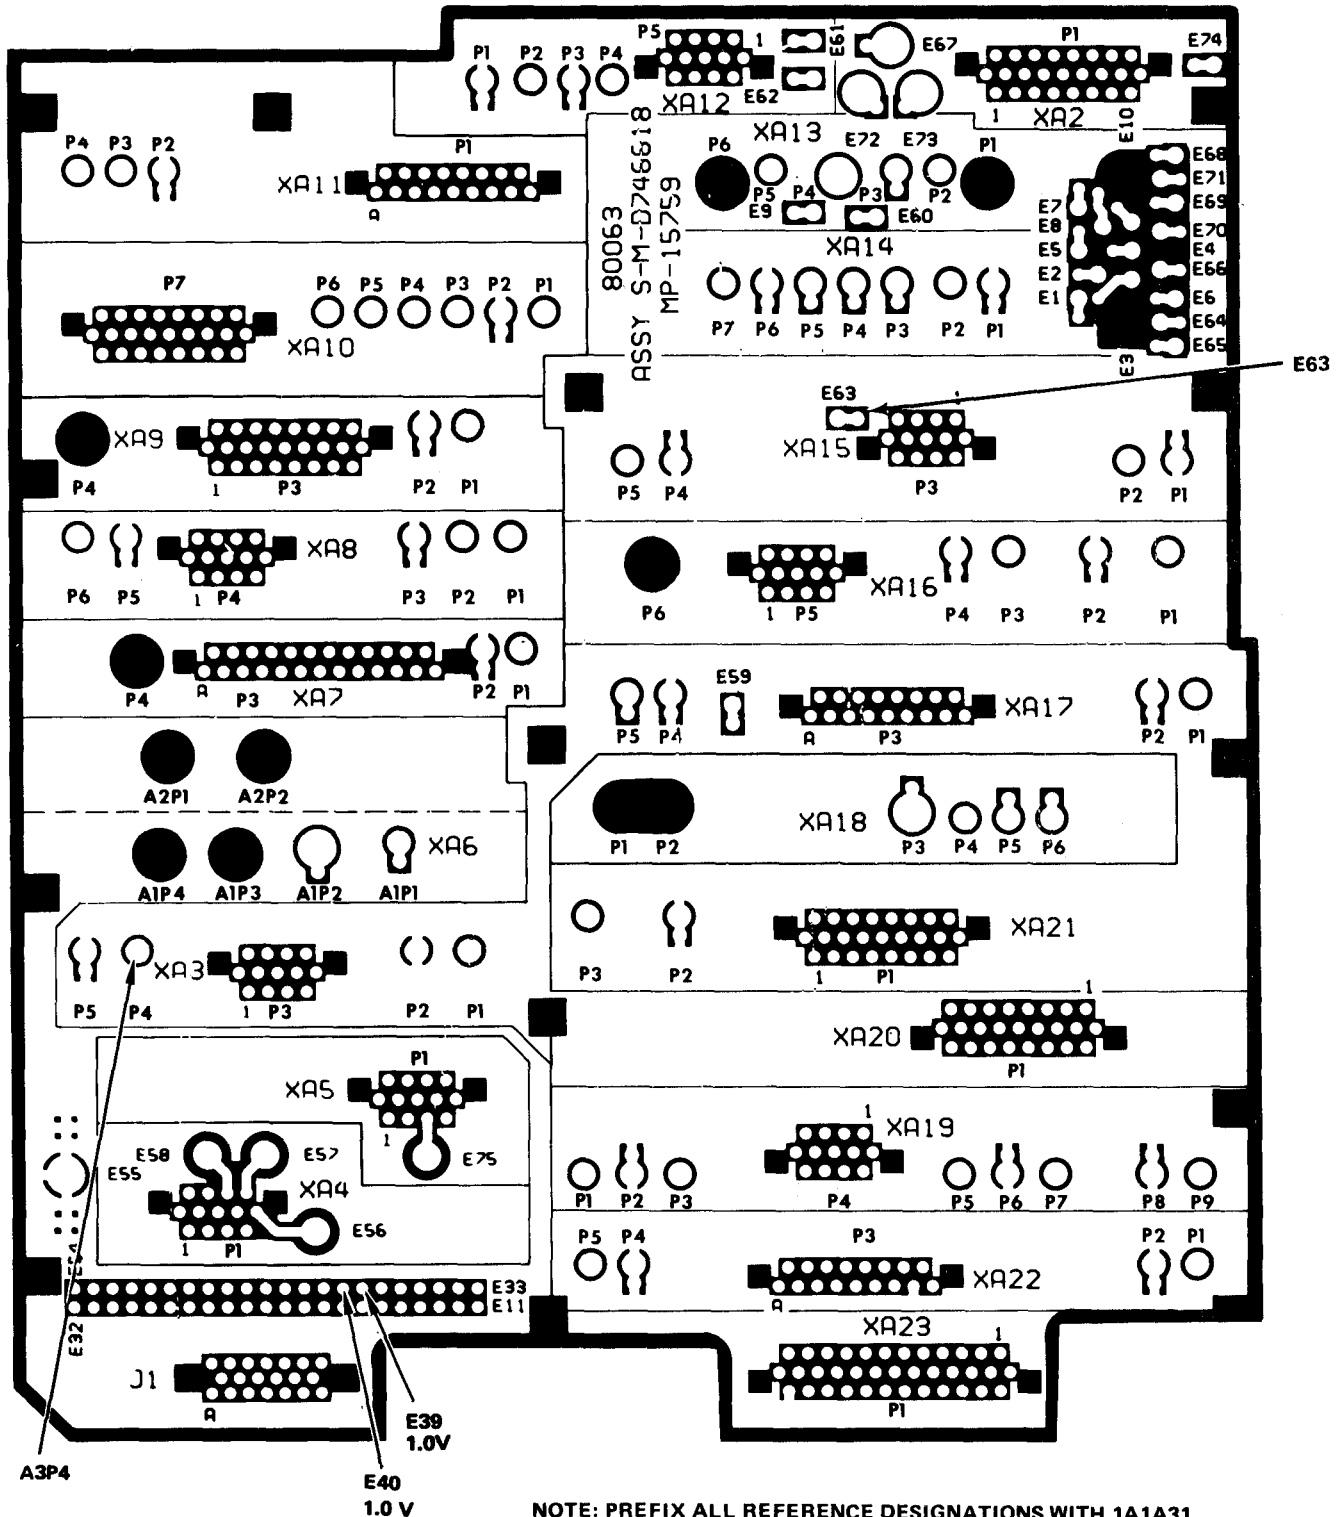 P1 P2 P3 P4
P5 1
E61
E67
P1
E74
XA12
E62
1
XA2
E10
P4 P3 P2
XA11
P1
A
ASSY S-M-D746618
80063
MP-15759
XA13
P6
P5
E72
E73
P1
E9
P4
P3
E60
P2
XA14
E68
E71
E69
E70
E4
E66
E6
E64
E65
E7
E8
E5
E2
E1
E3
P7 P6 P5 P4 P3 P2 P1
P7
P6 P5 P4 P3 P2 P1
XA10
E63
E63
1
XA15
P5 P4
P3
P2 P1
XA9
P4
1 P3
P2 P1
XA8
P6 P5
1 P4
P3 P2 P1
XA16
P6
1 P5
P4 P3
P2
P1
P4
A P3
XA7
P2 P1
E59
P5 P4
A P3
XA17
P2 P1
A2P1 A2P2
XA18
P1 P2
P3 P4 P5 P6
XA6
A1P4 A1P3 A1P2 A1P1
XA21
P3
P2
1 P1
XA3
P5 P4
1 P3
P2 P1
1
XA20
P1
P1
XA5
1
E75
E58
E57
E55
XA4
E56
1 P1
1
XA19
P1 P2 P3
P4
P5 P6 P7
P8 P9
P5 P4
P3
P2 P1
XA22
A
E33
E11
E32
XA23
1
P1
J1
A
A3P4
E39
1.0V
E40
1.0 V
NOTE: PREFIX ALL REFERENCE DESIGNATIONS WITH 1A1A31